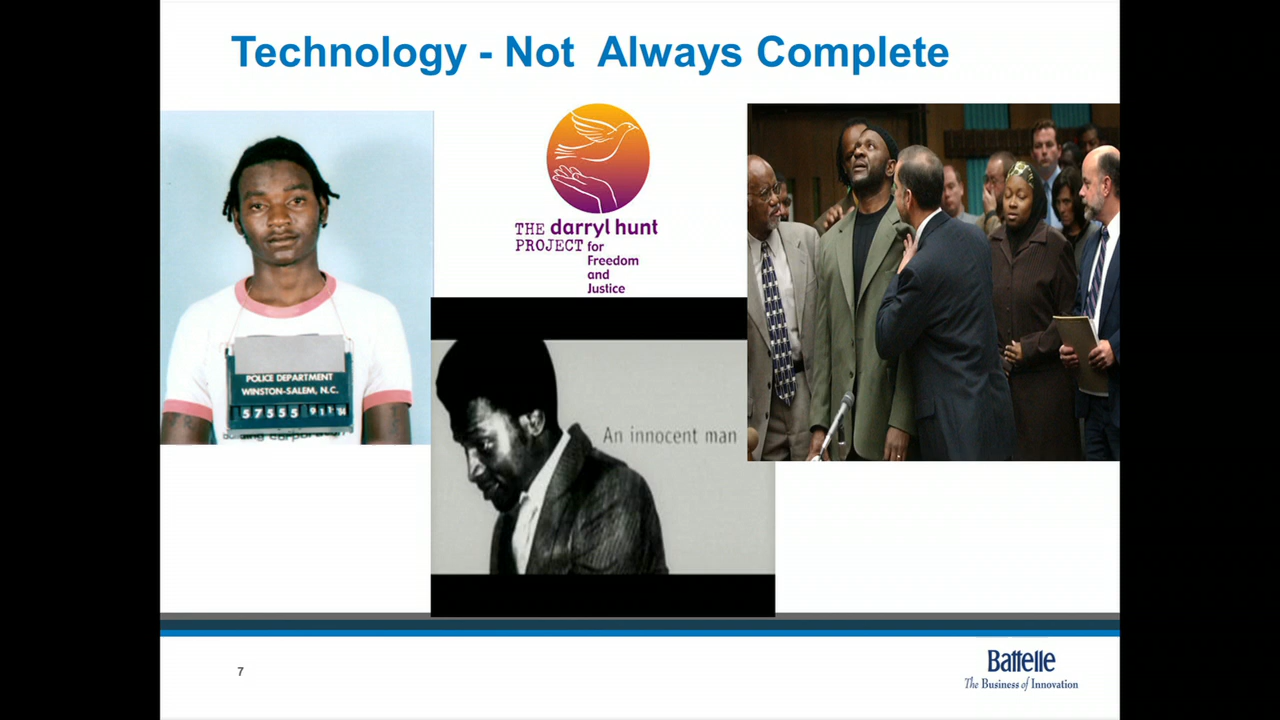 Technology - Not  Always Complete
THE darryl hunt
PROJECT for
Freedom
and
Justice
POLICE DEPARTMENT
WINSTON-SALEM, N.C.
57555
An innocent man
7
Battelle
The Business of Innovation